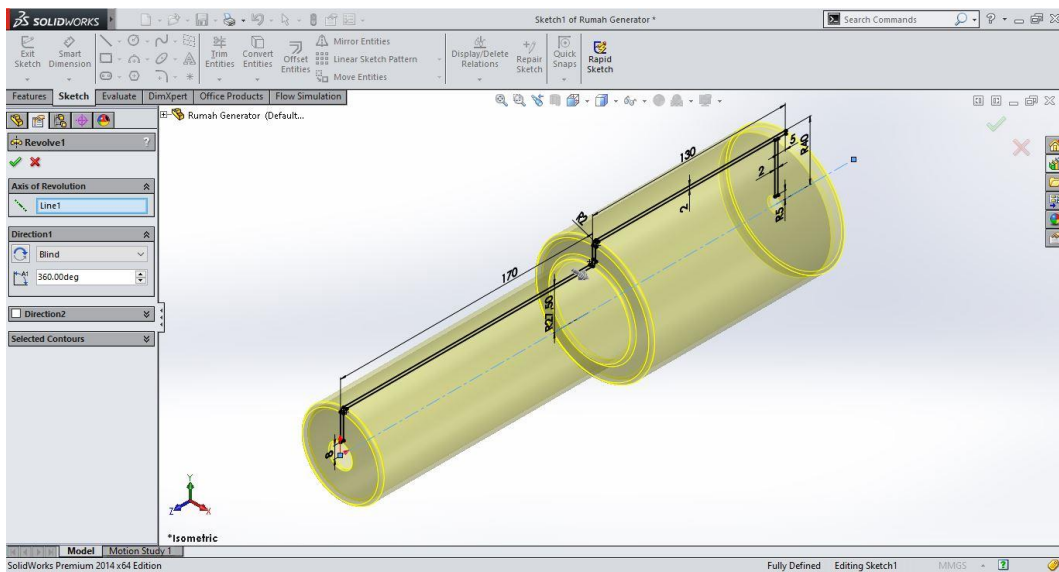 SOLIDWORKS
Sketch1 of Rumah Generator *
Search Commands
Exit Sketch
Smart Dimension
Trim Entities
Convert Entities
Offset Entities
Mirror Entities
Linear Sketch Pattern
Move Entities
Display/Delete Relations
Repair Sketch
Quick Snaps
Rapid Sketch
Features Sketch Evaluate DimXpert Office Products Flow Simulation
Rumah Generator (Default...
Revolve1 ?
Axis of Revolution
Line1
Direction1
Blind
360.00deg
Direction2
Selected Contours
130
5
R40
2
2
R5
R3
170
R27.50
8
Y
Z
X
*Isometric
Model Motion Study 1
SolidWorks Premium 2014 x64 Edition
Fully Defined Editing Sketch1 MMGS